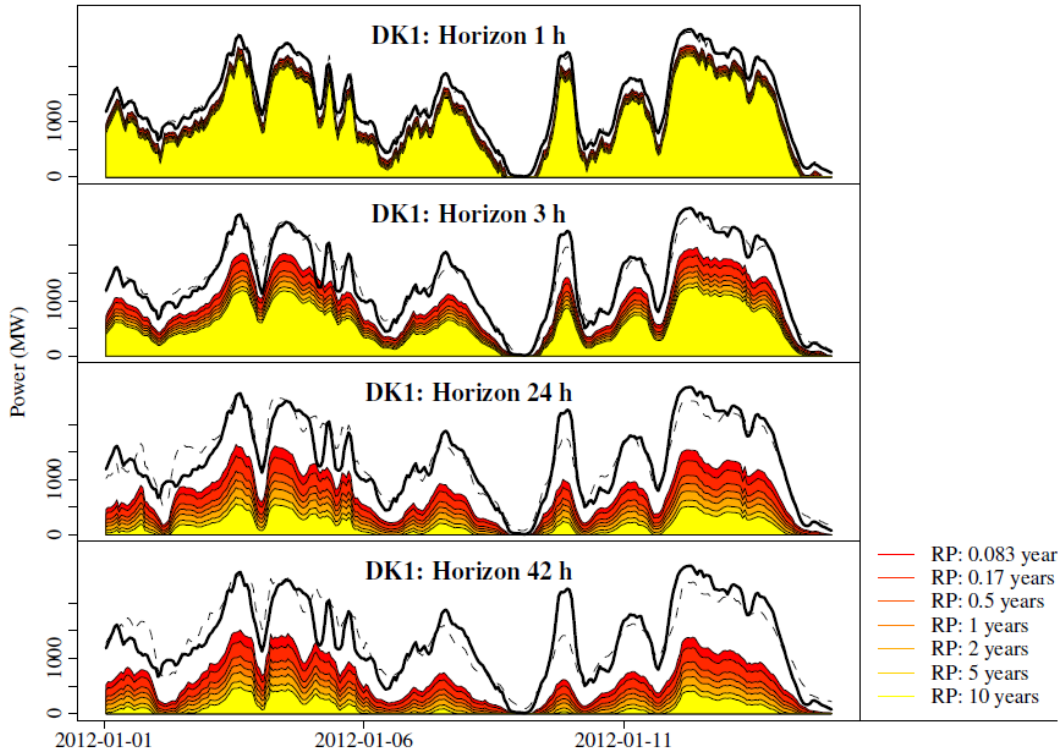 DK1: Horizon 1 h
1000
0
DK1: Horizon 3 h
1000
0
Power (MW)
DK1: Horizon 24 h
1000
0
DK1: Horizon 42 h
1000
0
2012-01-01
2012-01-06
2012-01-11
RP: 0.083 year
RP: 0.17 years
RP: 0.5 years
RP: 1 years
RP: 2 years
RP: 5 years
RP: 10 years